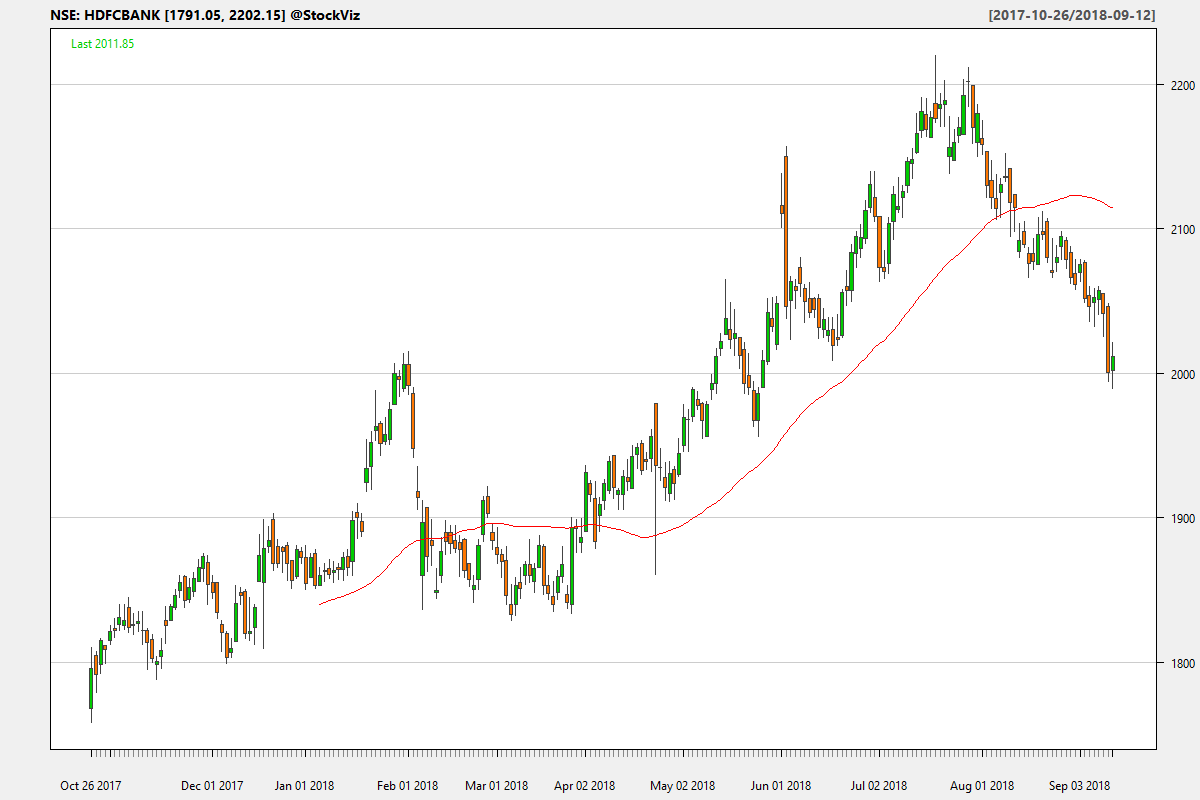 NSE: HDFCBANK [1791.05, 2202.15] @StockViz [2017-10-26/2018-09-12]
Last 2011.85
2200
2100
2000
1900
1800
Oct 26 2017 Dec 01 2017 Jan 01 2018 Feb 01 2018 Mar 01 2018 Apr 02 2018 May 02 2018 Jun 01 2018 Jul 02 2018 Aug 01 2018 Sep 03 2018